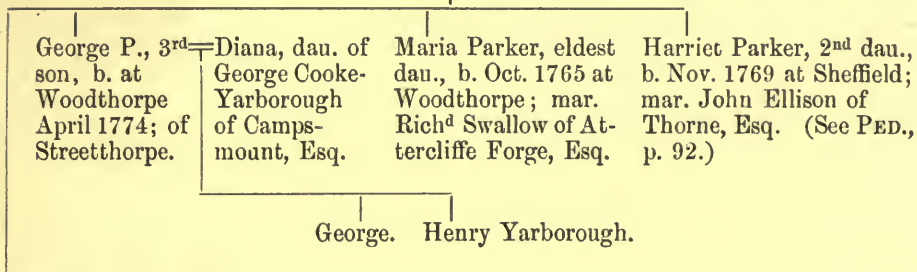 George P., 3rd=Diana, dau. of
son, b. at George Cooke-
Woodthorpe Yarborough
April 1774; of of Camps-
Streetthorpe. mount, Esq.
Maria Parker, eldest
dau., b. Oct. 1765 at
Woodthorpe; mar.
Richd Swallow of At-
tercliffe Forge, Esq.
Harriet Parker, 2nd dau.,
b. Nov. 1769 at Sheffield;
mar. John Ellison of
Thorne, Esq. (See PED.,
p. 92.)
George. Henry Yarborough.